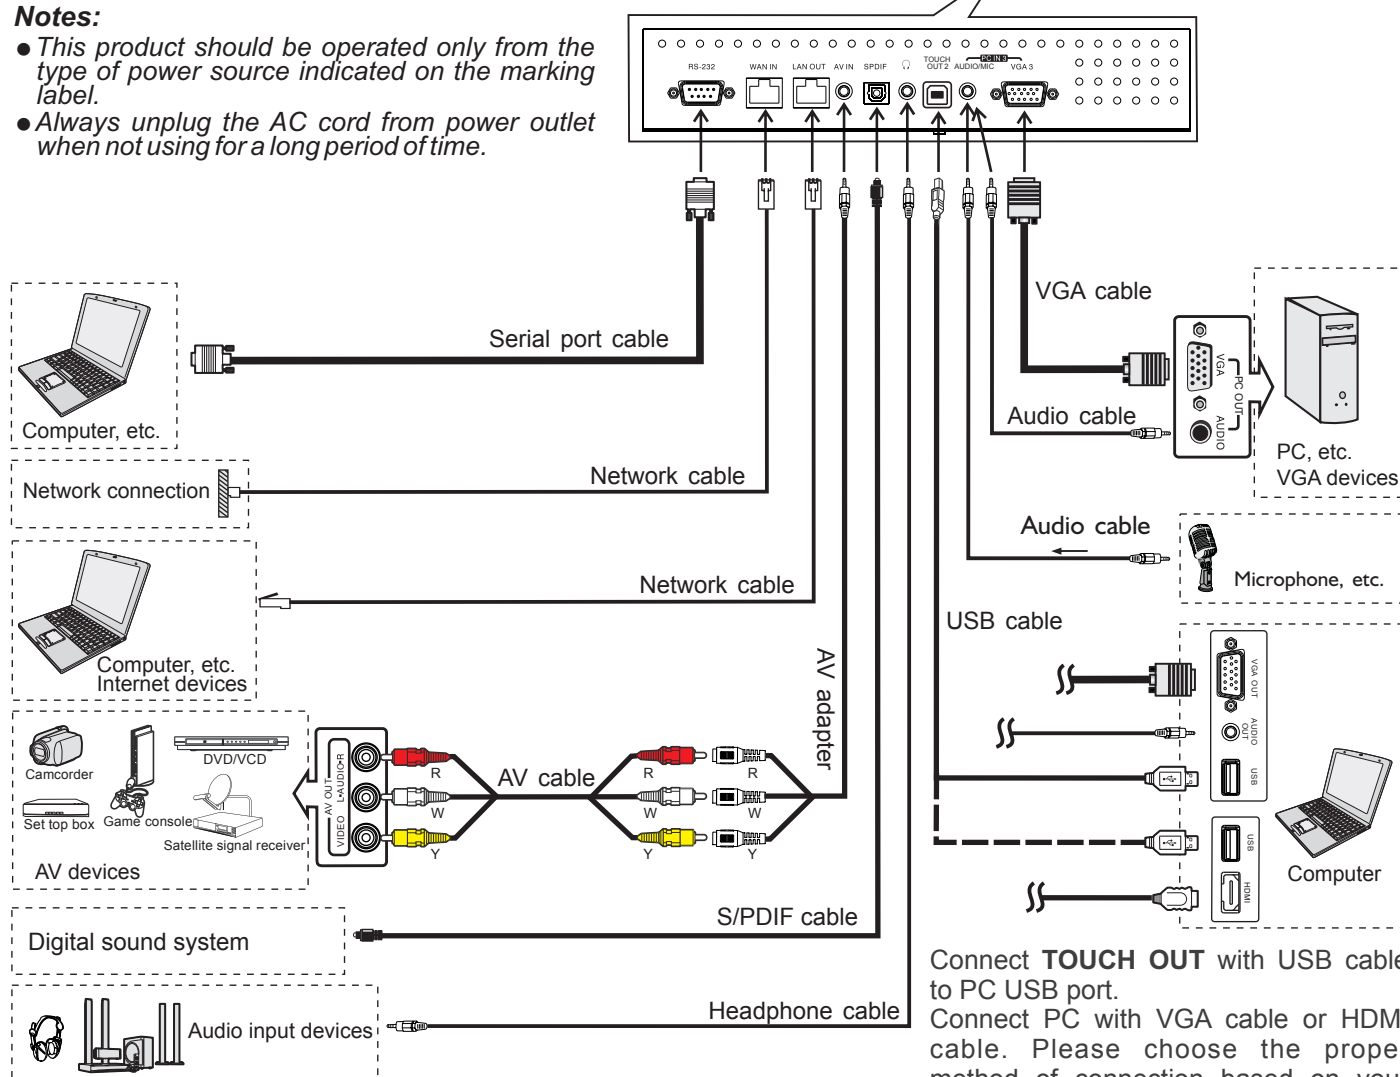 Notes:
● This product should be operated only from the
type of power source indicated on the marking
label.
● Always unplug the AC cord from power outlet
when not using for a long period of time.
RS-232
WAN IN
LAN OUT
AV IN
SPDIF
TOUCH
OUT 2
AUDIO/MIC
PC IN 3
VGA 3
VGA cable
Serial port cable
VGA
AUDIO
PC OUT
Audio cable
Computer, etc.
PC, etc.
VGA devices
Network connection
Network cable
Audio cable
Microphone, etc.
Network cable
Computer, etc.
Internet devices
USB cable
AV adapter
VGA OUT
AUDIO
OUT
USB
USB
HDMI
Computer
Camcorder
DVD/VCD
Set top box
Game console
Satellite signal receiver
AV devices
AV OUT
VIDEO L-AUDIO-R
R
W
Y
AV cable
R
W
Y
R
W
Y
Digital sound system
S/PDIF cable
Audio input devices
Headphone cable
Connect TOUCH OUT with USB cable
to PC USB port.
Connect PC with VGA cable or HDM
cable. Please choose the prope
method of connection based on you